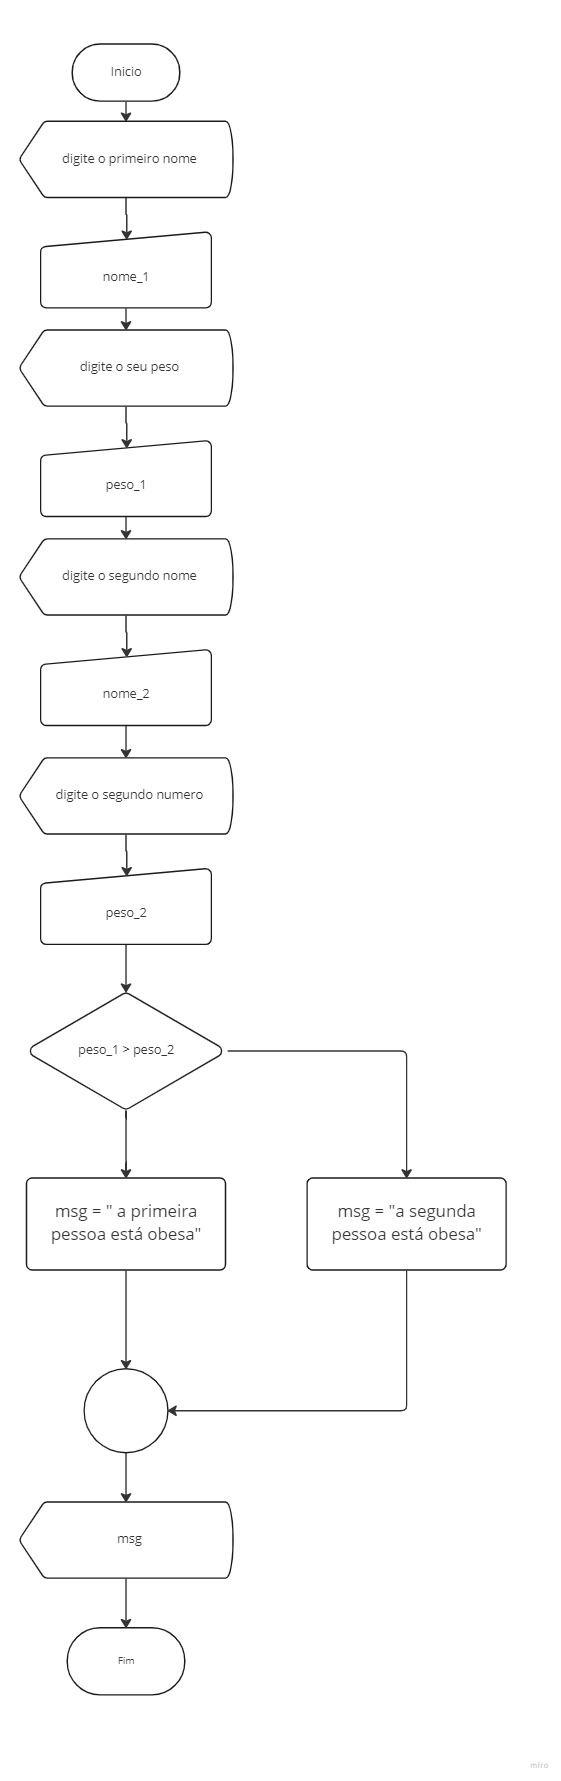 Inicio
digite o primeiro nome
nome_1
digite o seu peso
peso_1
digite o segundo nome
nome_2
digite o segundo numero
peso_2
peso_1 > peso_2
msg = " a primeira
pessoa está obesa"
msg = "a segunda
pessoa está obesa"
msg
Fim
miro